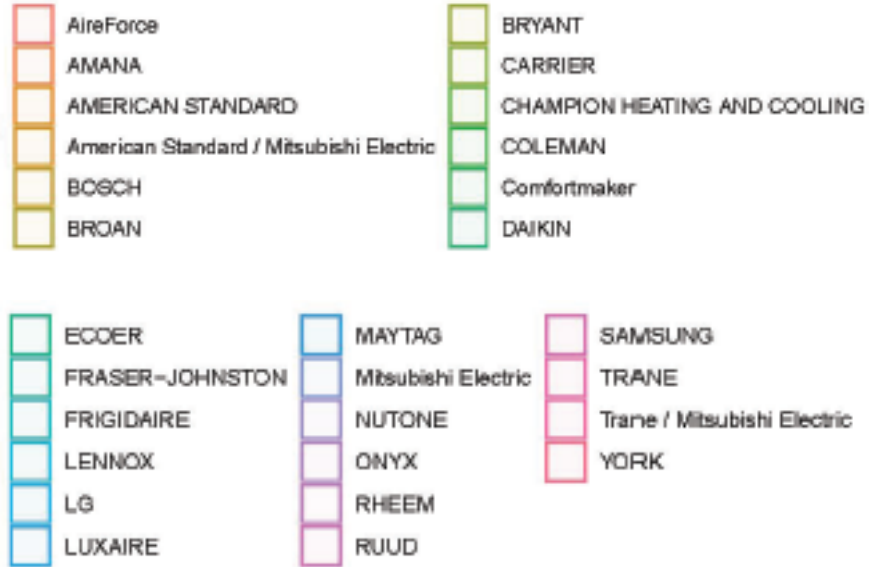 AireForce
AMANA
AMERICAN STANDARD
American Standard / Mitsubishi Electric
BOSCH
BROAN
BRYANT
CARRIER
CHAMPION HEATING AND COOLING
COLEMAN
Comfortmaker
DAIKIN
ECOER
FRASER-JOHNSTON
FRIGIDAIRE
LENNOX
LG
LUXAIRE
MAYTAG
Mitsubishi Electric
NUTONE
ONYX
RHEEM
RUUD
SAMSUNG
TRANE
Trane / Mitsubishi Electric
YORK